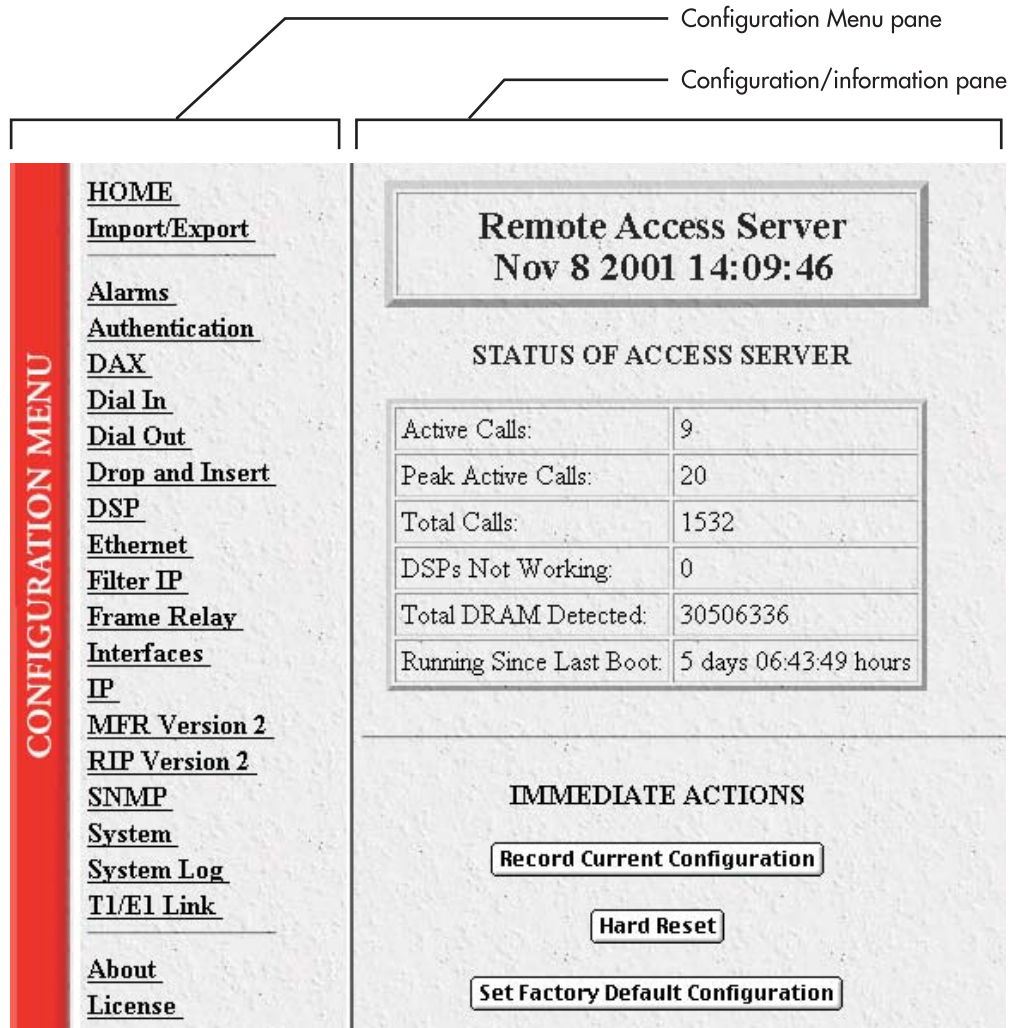 Configuration Menu pane
Configuration/information pane
CONFIGURATION MENU
HOME
Import/Export
Alarms
Authentication
DAX
Dial In
Dial Out
Drop and Insert
DSP
Ethernet
Filter IP
Frame Relay
Interfaces
IP
MFR Version 2
RIP Version 2
SNMP
System
System Log
T1/E1 Link
About
License
Remote Access Server
Nov 8 2001 14:09:46
STATUS OF ACCESS SERVER
Active Calls: 9
Peak Active Calls: 20
Total Calls: 1532
DSPs Not Working: 0
Total DRAM Detected: 30506336
Running Since Last Boot: 5 days 06:43:49 hours
IMMEDIATE ACTIONS
Record Current Configuration
Hard Reset
Set Factory Default Configuration